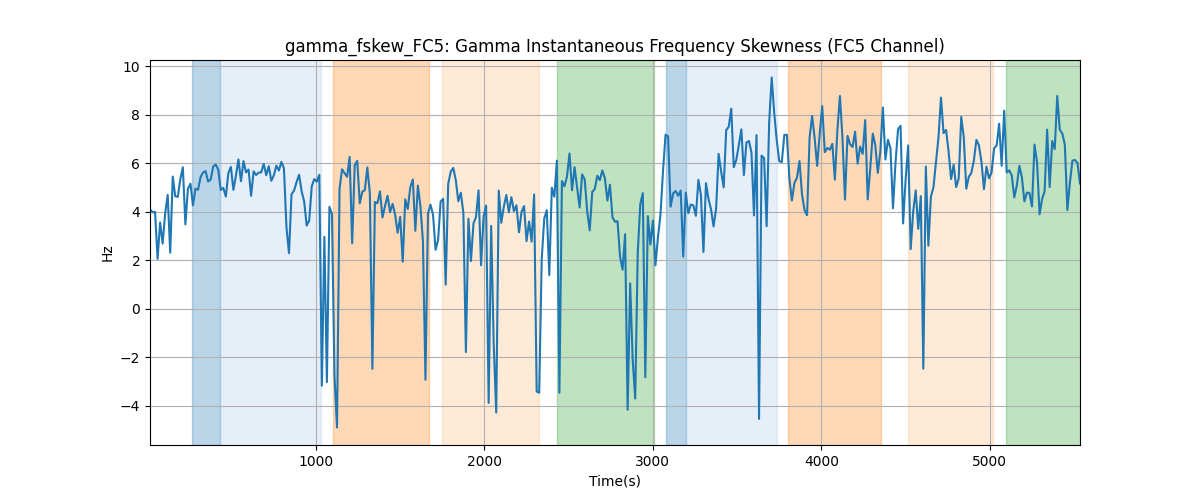 gamma_fskew_FC5: Gamma Instantaneous Frequency Skewness (FC5 Channel)
10
8
6
4
2
0
−2
−4
Hz
1000 2000 3000 4000 5000
Time(s)